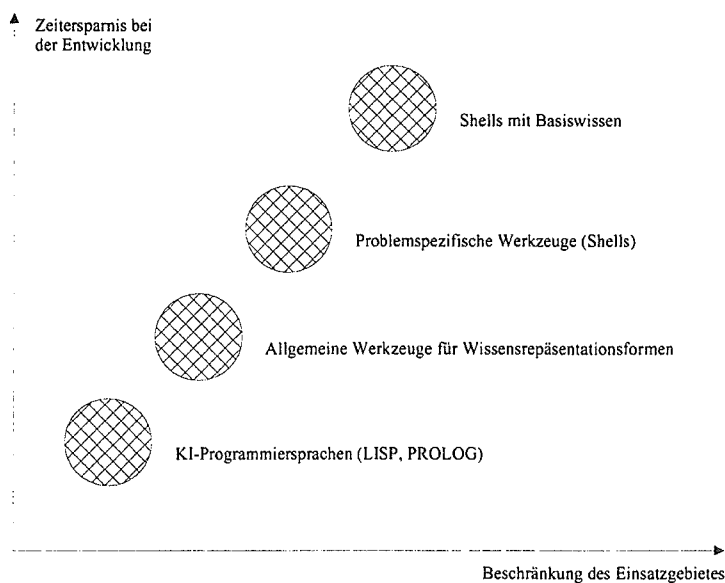 Zeitersparnis bei
der Entwicklung
Shells mit Basiswissen
Problemspezifische Werkzeuge (Shells)
Allgemeine Werkzeuge für Wissensrepäsentationsformen
KI-Programmiersprachen (LISP, PROLOG)
Beschränkung des Einsatzgebietes